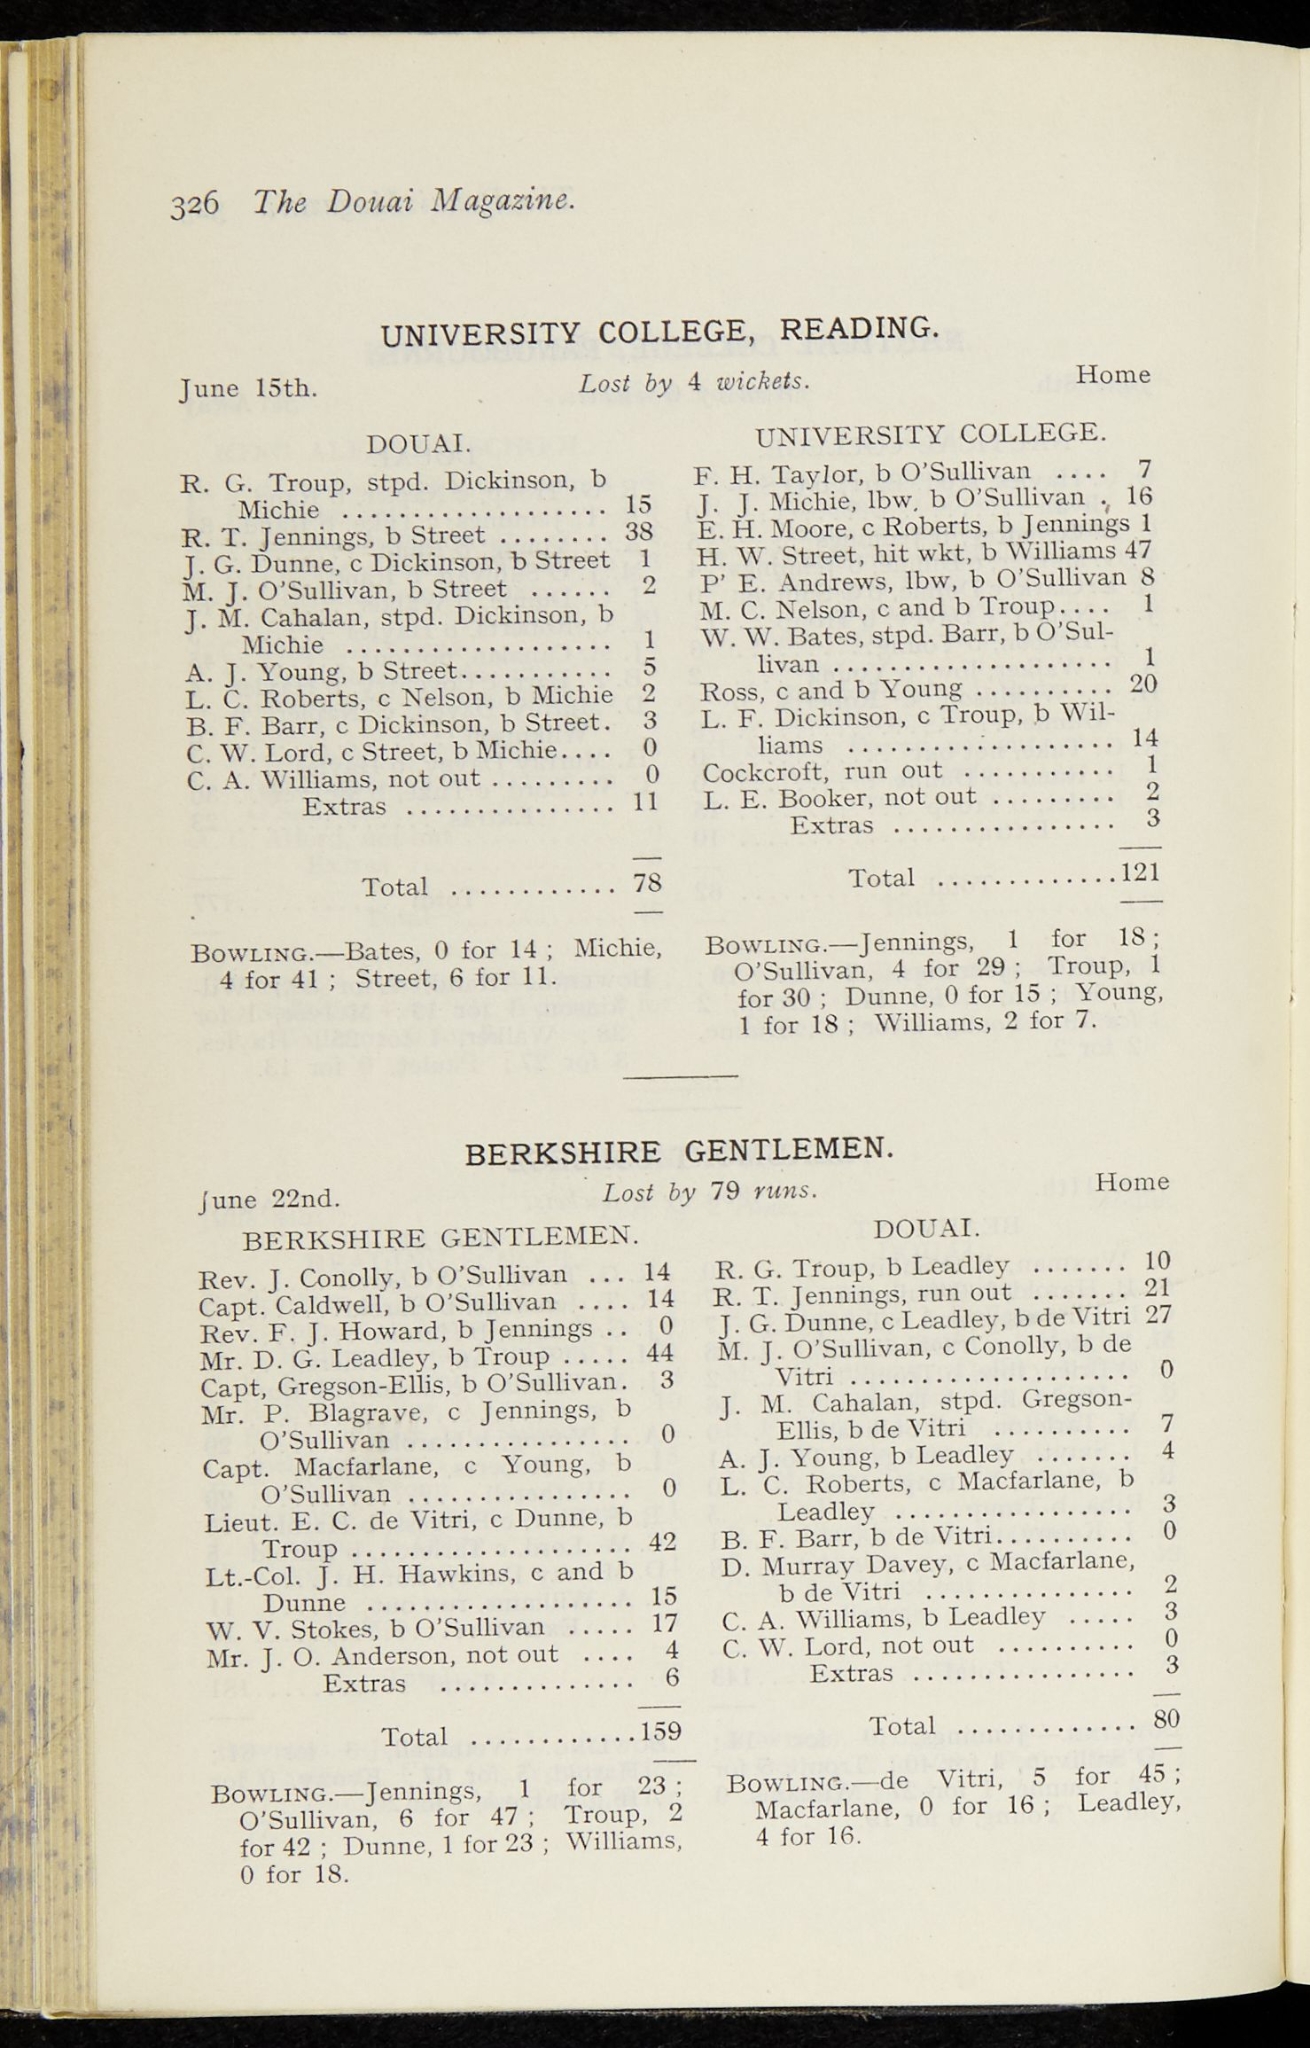 326 The Douai Magazine.
UNIVERSITY COLLEGE, READING.
June 15th. Lost by 4 wickets. Home
DOUAI.
R. G. Troup, stpd. Dickinson, b
Michie ................... 15
R. T. Jennings, b Street ........ 38
J. G. Dunne, c Dickinson, b Street 1
M. J. O'Sullivan, b Street ...... 2
J. M. Cahalan, stpd. Dickinson, b
Michie ................... 1
A. J. Young, b Street........... 5
L. C. Roberts, c Nelson, b Michie 2
B. F. Barr, c Dickinson, b Street. 3
C. W. Lord, c Street, b Michie.... 0
C. A. Williams, not out ......... 0
Extras ............... 11
Total ............ 78
BOWLING.—Bates, 0 for 14 ; Michie,
4 for 41 ; Street, 6 for 11.
UNIVERSITY COLLEGE.
F. H. Taylor, b O'Sullivan .... 7
J. J. Michie, lbw. b O'Sullivan . 16
E. H. Moore, c Roberts, b Jennings 1
H. W. Street, hit wkt, b Williams 47
P' E. Andrews, lbw, b O'Sullivan 8
M. C. Nelson, c and b Troup.... 1
W. W. Bates, stpd. Barr, b O'Sul-
livan .................... 1
Ross, c and b Young .......... 20
L. F. Dickinson, c Troup, b Wil-
liams ................... 14
Cockcroft, run out ........... 1
L. E. Booker, not out ......... 2
Extras ................ 3
Total .............121
BOWLING.—Jennings, 1 for 18 ;
O'Sullivan, 4 for 29 ; Troup, 1
for 30 ; Dunne, 0 for 15 ; Young,
1 for 18 ; Williams, 2 for 7.
BERKSHIRE GENTLEMEN.
June 22nd. Lost by 79 runs. Home
BERKSHIRE GENTLEMEN.
Rev. J. Conolly, b O'Sullivan ... 14
Capt. Caldwell, b O'Sullivan .... 14
Rev. F. J. Howard, b Jennings .. 0
Mr. D. G. Leadley, b Troup ..... 44
Capt, Gregson-Ellis, b O'Sullivan. 3
Mr. P. Blagrave, c Jennings, b
O'Sullivan ................ 0
Capt. Macfarlane, c Young, b
O'Sullivan ................ 0
Lieut. E. C. de Vitri, c Dunne, b
Troup .................... 42
Lt.-Col. J. H. Hawkins, c and b
Dunne ................... 15
W. V. Stokes, b O'Sullivan ..... 17
Mr. J. O. Anderson, not out .... 4
Extras .............. 6
Total ............159
BOWLING.—Jennings, 1 for 23 ;
O'Sullivan, 6 for 47 ; Troup, 2
for 42 ; Dunne, 1 for 23 ; Williams,
0 for 18.
DOUAI.
R. G. Troup, b Leadley ....... 10
R. T. Jennings, run out ....... 21
J. G. Dunne, c Leadley, b de Vitri 27
M. J. O'Sullivan, c Conolly, b de
Vitri .................... 0
J. M. Cahalan, stpd. Gregson-
Ellis, b de Vitri .......... 7
A. J. Young, b Leadley ....... 4
L. C. Roberts, c Macfarlane, b
Leadley ................. 3
B. F. Barr, b de Vitri.......... 0
D. Murray Davey, c Macfarlane,
b de Vitri ............... 2
C. A. Williams, b Leadley ..... 3
C. W. Lord, not out .......... 0
Extras ................ 3
Total ............. 80
BOWLING.—de Vitri, 5 for 45 ;
Macfarlane, 0 for 16 ; Leadley,
4 for 16.